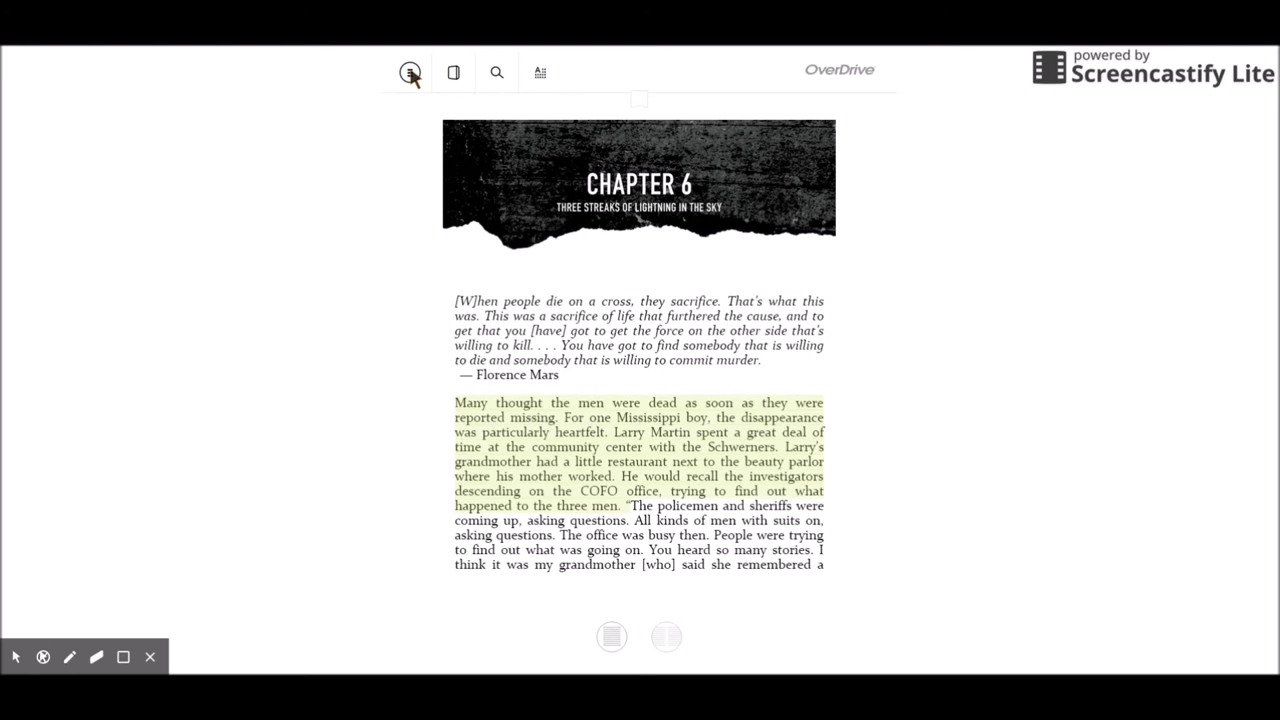 powered by
Screencastify Lite
OverDrive
CHAPTER 6
THREE STREAKS OF LIGHTNING IN THE SKY
[W]hen people die on a cross, they sacrifice. That's what this
was. This was a sacrifice of life that furthered the cause, and to
get that you [have] got to get the force on the other side that's
willing to kill. . . . You have got to find somebody that is willing
to die and somebody that is willing to commit murder.
— Florence Mars
Many thought the men were dead as soon as they were
reported missing. For one Mississippi boy, the disappearance
was particularly heartfelt. Larry Martin spent a great deal of
time at the community center with the Schwerners. Larry's
grandmother had a little restaurant next to the beauty parlor
where his mother worked. He would recall the investigators
descending on the COFO office, trying to find out what
happened to the three men. “The policemen and sheriffs were
coming up, asking questions. All kinds of men with suits on,
asking questions. The office was busy then. People were trying
to find out what was going on. You heard so many stories. I
think it was my grandmother [who] said she remembered a